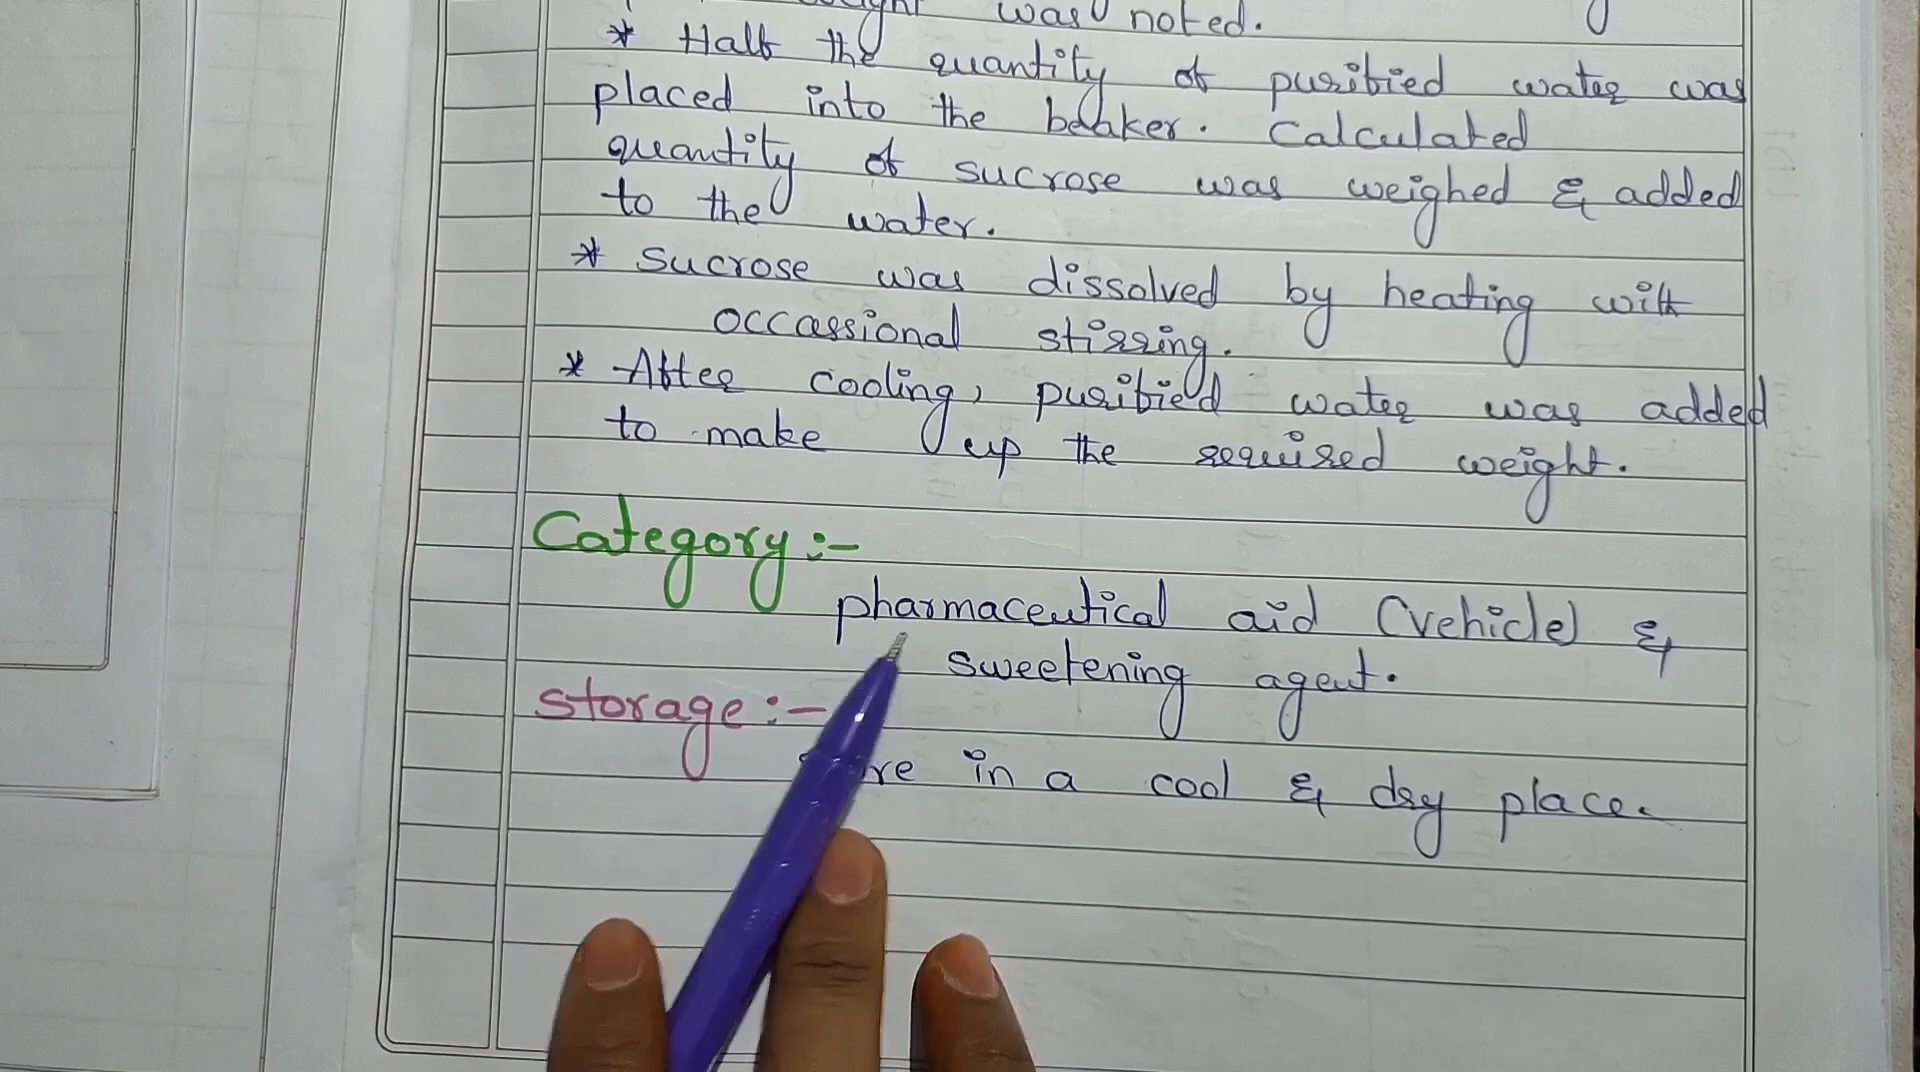 was noted.
* Half the quantity of purified water was
placed into the beaker. Calculated
quantity of sucrose was weighed & added
to the water.
* Sucrose was dissolved by heating with
occassional stirring.
* After cooling, purified water was added
to make up the required weight.
Category:-
pharmaceutical aid (vehicle) &
sweetening agent.
Storage:-
in a cool & dry place.